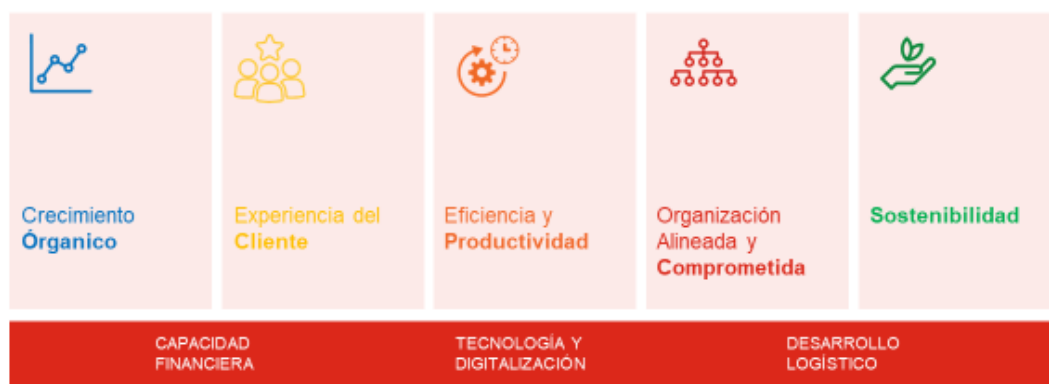 Crecimiento
Órganico
Experiencia del
Cliente
Eficiencia y
Productividad
Organización
Alineada y
Comprometida
Sostenibilidad
CAPACIDAD
FINANCIERA
TECNOLOGÍA Y
DIGITALIZACIÓN
DESARROLLO
LOGÍSTICO